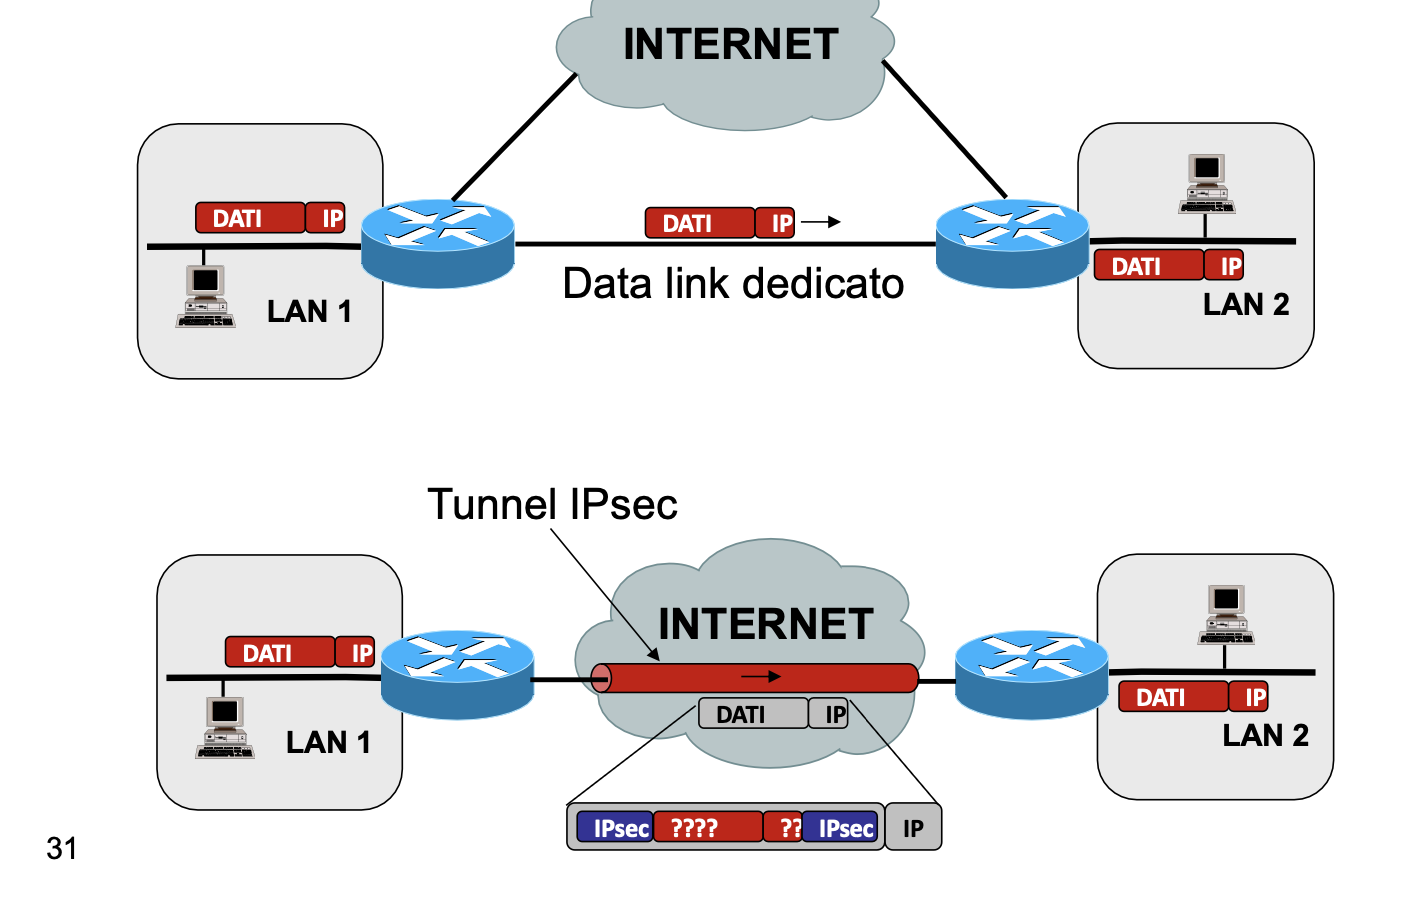 INTERNET
DATI IP
DATI IP
DATI IP
Data link dedicato
LAN 1
LAN 2
Tunnel IPsec
INTERNET
DATI IP
DATI IP
DATI IP
LAN 1
LAN 2
IPsec ???? ?? IPsec IP
31